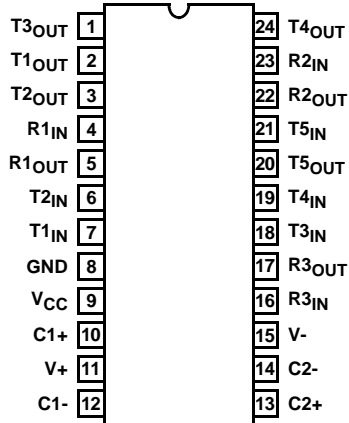 T3OUT 1 24 T4OUT
T1OUT 2 23 R2IN
T2OUT 3 22 R2OUT
R1IN 4 21 T5IN
R1OUT 5 20 T5OUT
T2IN 6 19 T4IN
T1IN 7 18 T3IN
GND 8 17 R3OUT
VCC 9 16 R3IN
C1+ 10 15 V-
V+ 11 14 C2-
C1- 12 13 C2+